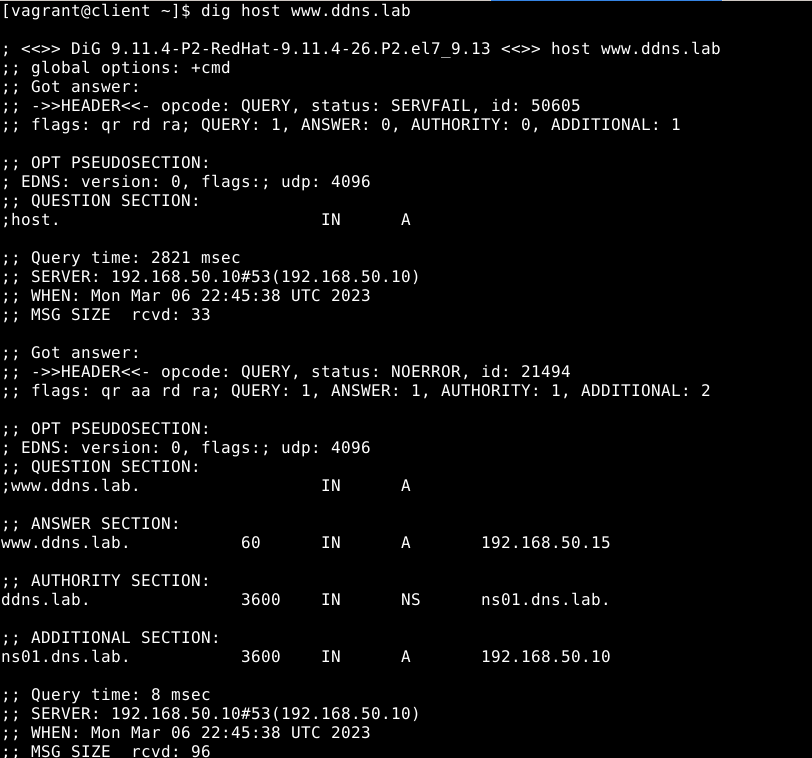 [vagrant@client ~]$ dig host www.ddns.lab

; <<>> DiG 9.11.4-P2-RedHat-9.11.4-26.P2.el7_9.13 <<>> host www.ddns.lab
;; global options: +cmd
;; Got answer:
;; ->>HEADER<<- opcode: QUERY, status: SERVFAIL, id: 50605
;; flags: qr rd ra; QUERY: 1, ANSWER: 0, AUTHORITY: 0, ADDITIONAL: 1

;; OPT PSEUDOSECTION:
; EDNS: version: 0, flags:; udp: 4096
;; QUESTION SECTION:
;host.                          IN      A

;; Query time: 2821 msec
;; SERVER: 192.168.50.10#53(192.168.50.10)
;; WHEN: Mon Mar 06 22:45:38 UTC 2023
;; MSG SIZE  rcvd: 33

;; Got answer:
;; ->>HEADER<<- opcode: QUERY, status: NOERROR, id: 21494
;; flags: qr aa rd ra; QUERY: 1, ANSWER: 1, AUTHORITY: 1, ADDITIONAL: 2

;; OPT PSEUDOSECTION:
; EDNS: version: 0, flags:; udp: 4096
;; QUESTION SECTION:
;www.ddns.lab.                  IN      A

;; ANSWER SECTION:
www.ddns.lab.           60      IN      A       192.168.50.15

;; AUTHORITY SECTION:
ddns.lab.               3600    IN      NS      ns01.dns.lab.

;; ADDITIONAL SECTION:
ns01.dns.lab.           3600    IN      A       192.168.50.10

;; Query time: 8 msec
;; SERVER: 192.168.50.10#53(192.168.50.10)
;; WHEN: Mon Mar 06 22:45:38 UTC 2023
;; MSG SIZE  rcvd: 96